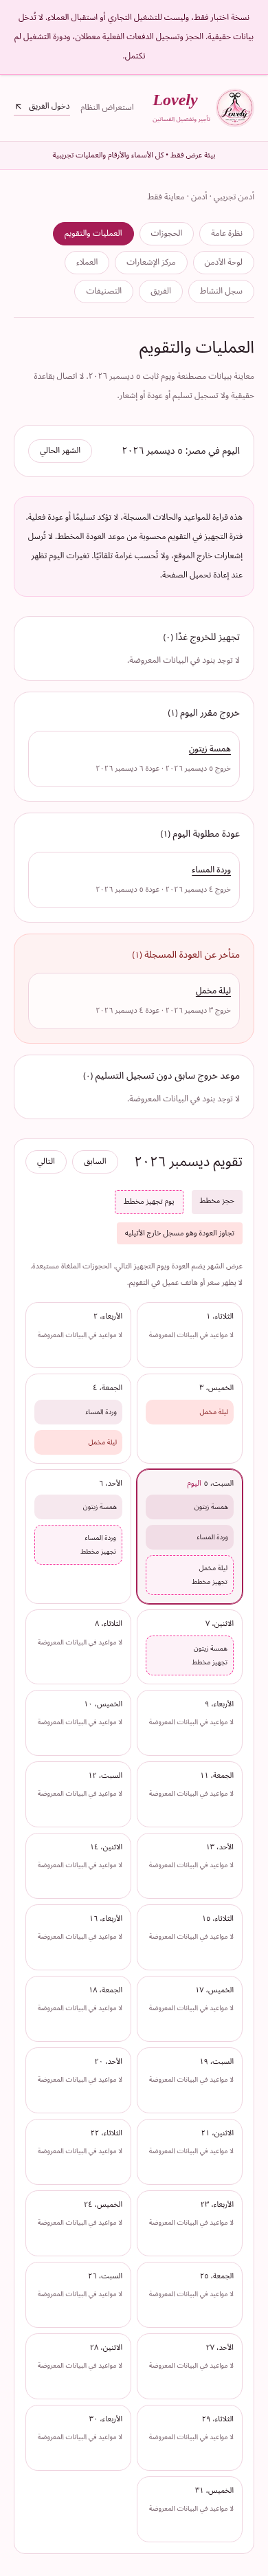 نسخة اختبار فقط، وليست للتشغيل التجاري أو استقبال العملاء. لا تُدخل
بيانات حقيقية. الحجز وتسجيل الدفعات الفعلية معطلان، ودورة التشغيل لم
تكتمل.
Lovely
تأجير وتفصيل الفساتين
استعراض النظام
دخول الفريق
بيئة عرض فقط • كل الأسماء والأرقام والعمليات تجريبية
أدمن تجريبي · أدمن · معاينة فقط
نظرة عامة
الحجوزات
العمليات والتقويم
لوحة الأدمن
مركز الإشعارات
العملاء
سجل النشاط
الفريق
التصنيفات
العمليات والتقويم
معاينة ببيانات مصطنعة ويوم ثابت ٥ ديسمبر ٢٠٢٦. لا اتصال بقاعدة
حقيقية ولا تسجيل تسليم أو عودة أو إشعار.
اليوم في مصر: ٥ ديسمبر ٢٠٢٦
الشهر الحالي
هذه قراءة للمواعيد والحالات المسجلة، لا تؤكد تسليمًا أو عودة فعلية.
فترة التجهيز في التقويم محسوبة من موعد العودة المخطط. لا تُرسل
إشعارات خارج الموقع، ولا تُحسب غرامة تلقائيًا. تغيرات اليوم تظهر
عند إعادة تحميل الصفحة.
تجهيز للخروج غدًا (٠)
لا توجد بنود في البيانات المعروضة.
خروج مقرر اليوم (١)
همسة زيتون
خروج ٥ ديسمبر ٢٠٢٦ · عودة ٦ ديسمبر ٢٠٢٦
عودة مطلوبة اليوم (١)
وردة المساء
خروج ٤ ديسمبر ٢٠٢٦ · عودة ٥ ديسمبر ٢٠٢٦
متأخر عن العودة المسجلة (١)
ليلة مخمل
خروج ٣ ديسمبر ٢٠٢٦ · عودة ٤ ديسمبر ٢٠٢٦
موعد خروج سابق دون تسجيل التسليم (٠)
لا توجد بنود في البيانات المعروضة.
تقويم ديسمبر ٢٠٢٦
السابق
التالي
حجز مخطط
يوم تجهيز مخطط
تجاوز العودة وهو مسجل خارج الأتيليه
عرض الشهر يضم العودة ويوم التجهيز التالي. الحجوزات الملغاة مستبعدة.
لا يظهر سعر أو هاتف عميل في التقويم.
الثلاثاء، ١
لا مواعيد في البيانات المعروضة
الأربعاء، ٢
لا مواعيد في البيانات المعروضة
الخميس، ٣
ليلة مخمل
الجمعة، ٤
وردة المساء
ليلة مخمل
السبت، ٥ اليوم
همسة زيتون
وردة المساء
ليلة مخمل
تجهيز مخطط
الأحد، ٦
همسة زيتون
وردة المساء
تجهيز مخطط
الاثنين، ٧
همسة زيتون
تجهيز مخطط
الثلاثاء، ٨
لا مواعيد في البيانات المعروضة
الأربعاء، ٩
لا مواعيد في البيانات المعروضة
الخميس، ١٠
لا مواعيد في البيانات المعروضة
الجمعة، ١١
لا مواعيد في البيانات المعروضة
السبت، ١٢
لا مواعيد في البيانات المعروضة
الأحد، ١٣
لا مواعيد في البيانات المعروضة
الاثنين، ١٤
لا مواعيد في البيانات المعروضة
الثلاثاء، ١٥
لا مواعيد في البيانات المعروضة
الأربعاء، ١٦
لا مواعيد في البيانات المعروضة
الخميس، ١٧
لا مواعيد في البيانات المعروضة
الجمعة، ١٨
لا مواعيد في البيانات المعروضة
السبت، ١٩
لا مواعيد في البيانات المعروضة
الأحد، ٢٠
لا مواعيد في البيانات المعروضة
الاثنين، ٢١
لا مواعيد في البيانات المعروضة
الثلاثاء، ٢٢
لا مواعيد في البيانات المعروضة
الأربعاء، ٢٣
لا مواعيد في البيانات المعروضة
الخميس، ٢٤
لا مواعيد في البيانات المعروضة
الجمعة، ٢٥
لا مواعيد في البيانات المعروضة
السبت، ٢٦
لا مواعيد في البيانات المعروضة
الأحد، ٢٧
لا مواعيد في البيانات المعروضة
الاثنين، ٢٨
لا مواعيد في البيانات المعروضة
الثلاثاء، ٢٩
لا مواعيد في البيانات المعروضة
الأربعاء، ٣٠
لا مواعيد في البيانات المعروضة
الخميس، ٣١
لا مواعيد في البيانات المعروضة